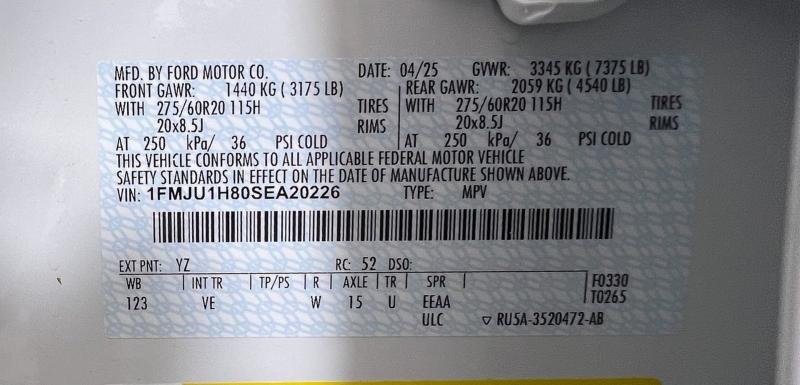 MFD. BY FORD MOTOR CO. DATE: 04/25 GVWR: 3345 KG ( 7375 LB)
FRONT GAWR: 1440 KG ( 3175 LB) REAR GAWR: 2059 KG ( 4540 LB)
WITH 275/60R20 115H TIRES WITH 275/60R20 115H TIRES
20x8.5J RIMS 20x8.5J RIMS
AT 250 kPa/ 36 PSI COLD AT 250 kPa/ 36 PSI COLD
THIS VEHICLE CONFORMS TO ALL APPLICABLE FEDERAL MOTOR VEHICLE
SAFETY STANDARDS IN EFFECT ON THE DATE OF MANUFACTURE SHOWN ABOVE.
VIN: 1FMJU1H80SEA20226 TYPE: MPV
EXT PNT: YZ RC: 52 DSO:
WB INT TR TP/PS R AXLE TR SPR F0330
123 VE W 15 U EEAA T0265
ULC ▽ RU5A-3520472-AB